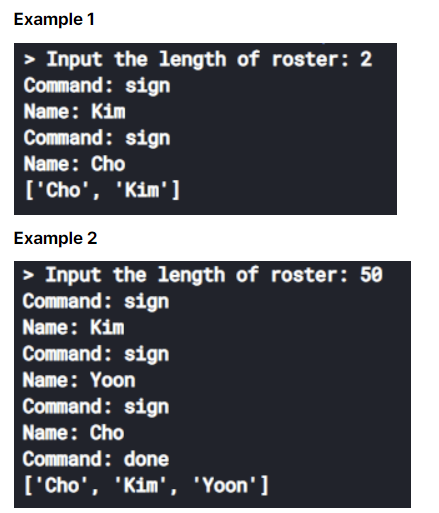 Example 1
> Input the length of roster: 2
Command: sign
Name: Kim
Command: sign
Name: Cho
['Cho', 'Kim']
Example 2
> Input the length of roster: 50
Command: sign
Name: Kim
Command: sign
Name: Yoon
Command: sign
Name: Cho
Command: done
['Cho', 'Kim', 'Yoon']